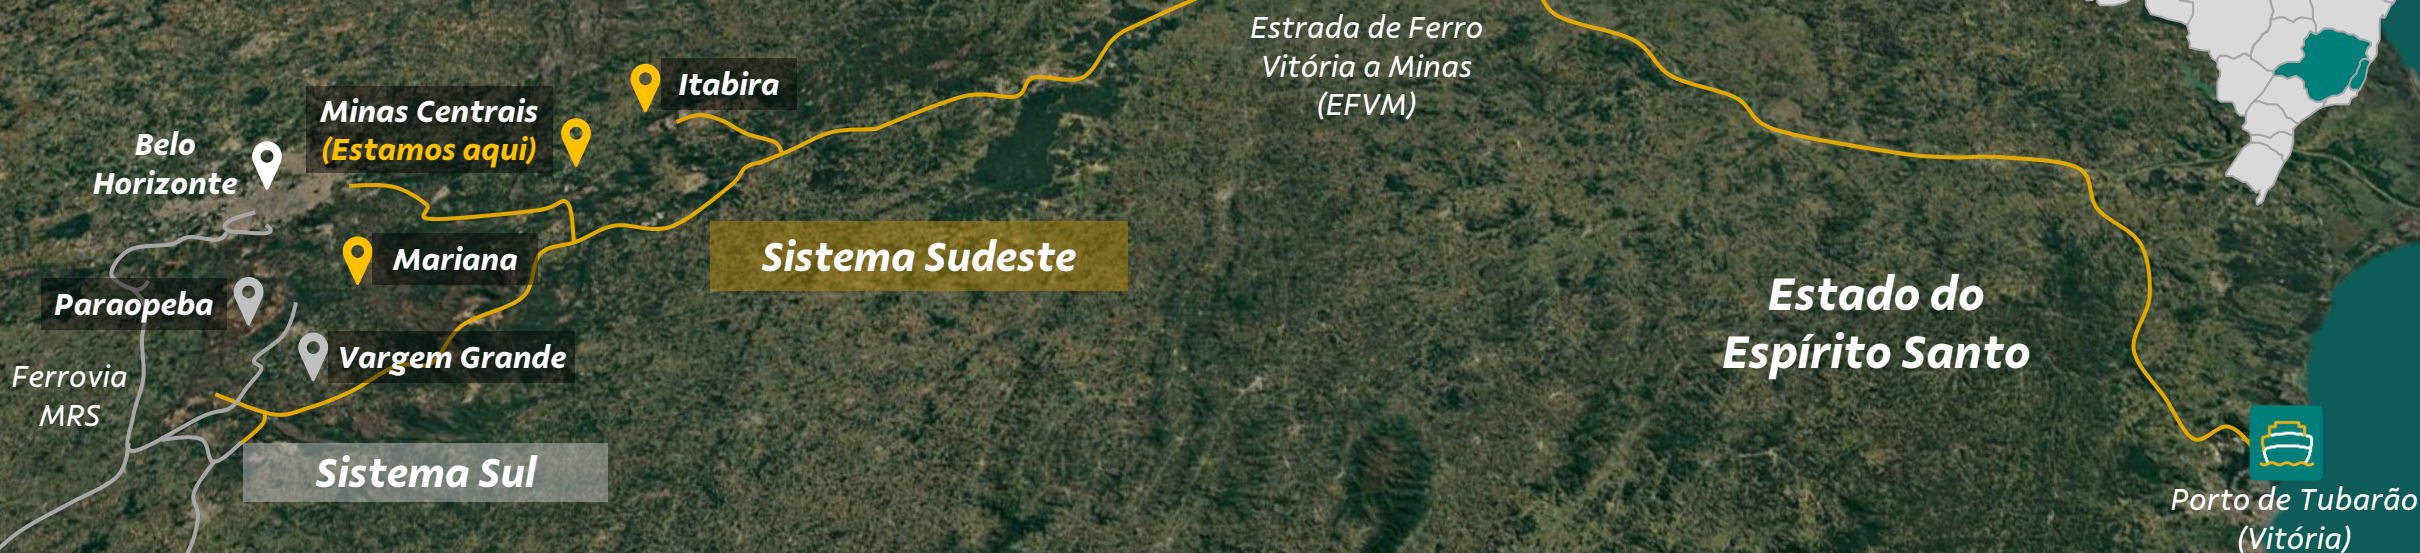 Estrada de Ferro
Vitória a Minas
(EFVM)
Itabira
Minas Centrais
(Estamos aqui)
Belo
Horizonte
Mariana
Sistema Sudeste
Paraopeba
Vargem Grande
Ferrovia
MRS
Sistema Sul
Estado do
Espírito Santo
Porto de Tubarão
(Vitória)